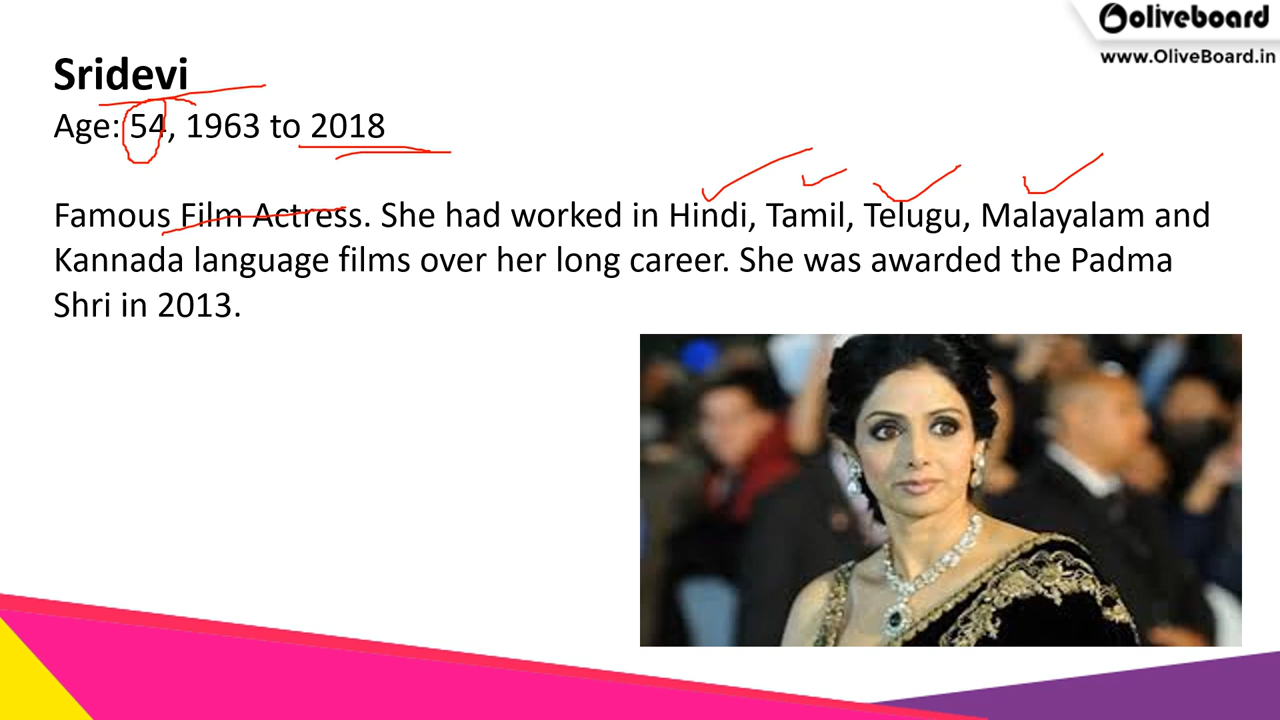 oliveboard
www.OliveBoard.in
Sridevi
Age: 54, 1963 to 2018
Famous Film Actress. She had worked in Hindi, Tamil, Telugu, Malayalam and
Kannada language films over her long career. She was awarded the Padma
Shri in 2013.